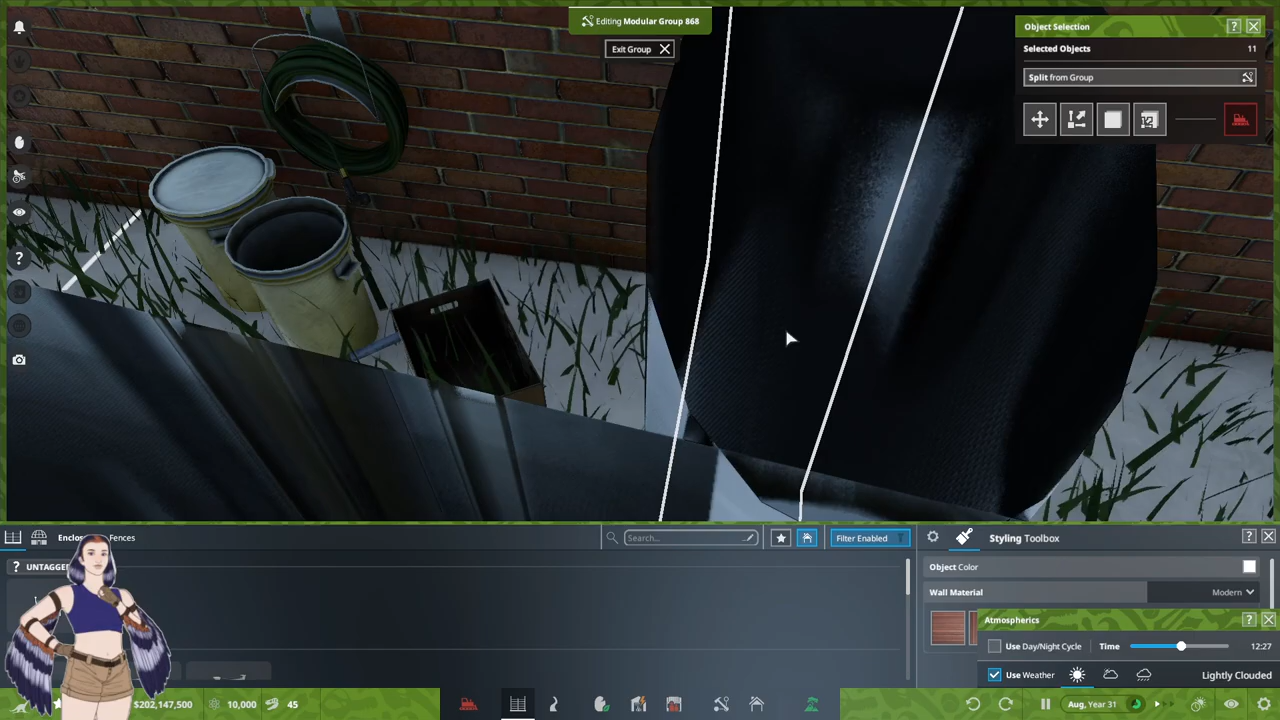 Editing Modular Group 868
Exit Group
Object Selection
?
Selected Objects 11
Split from Group
12
?
Fences
Search...
Filter Enabled
Styling Toolbox
?
? UNTAGGED
Object Color
Wall Material Modern
Atmospherics
?
Use Day/Night Cycle Time 12:27
Use Weather Lightly Clouded
$202,147,500 10,000 45
Aug, Year 31